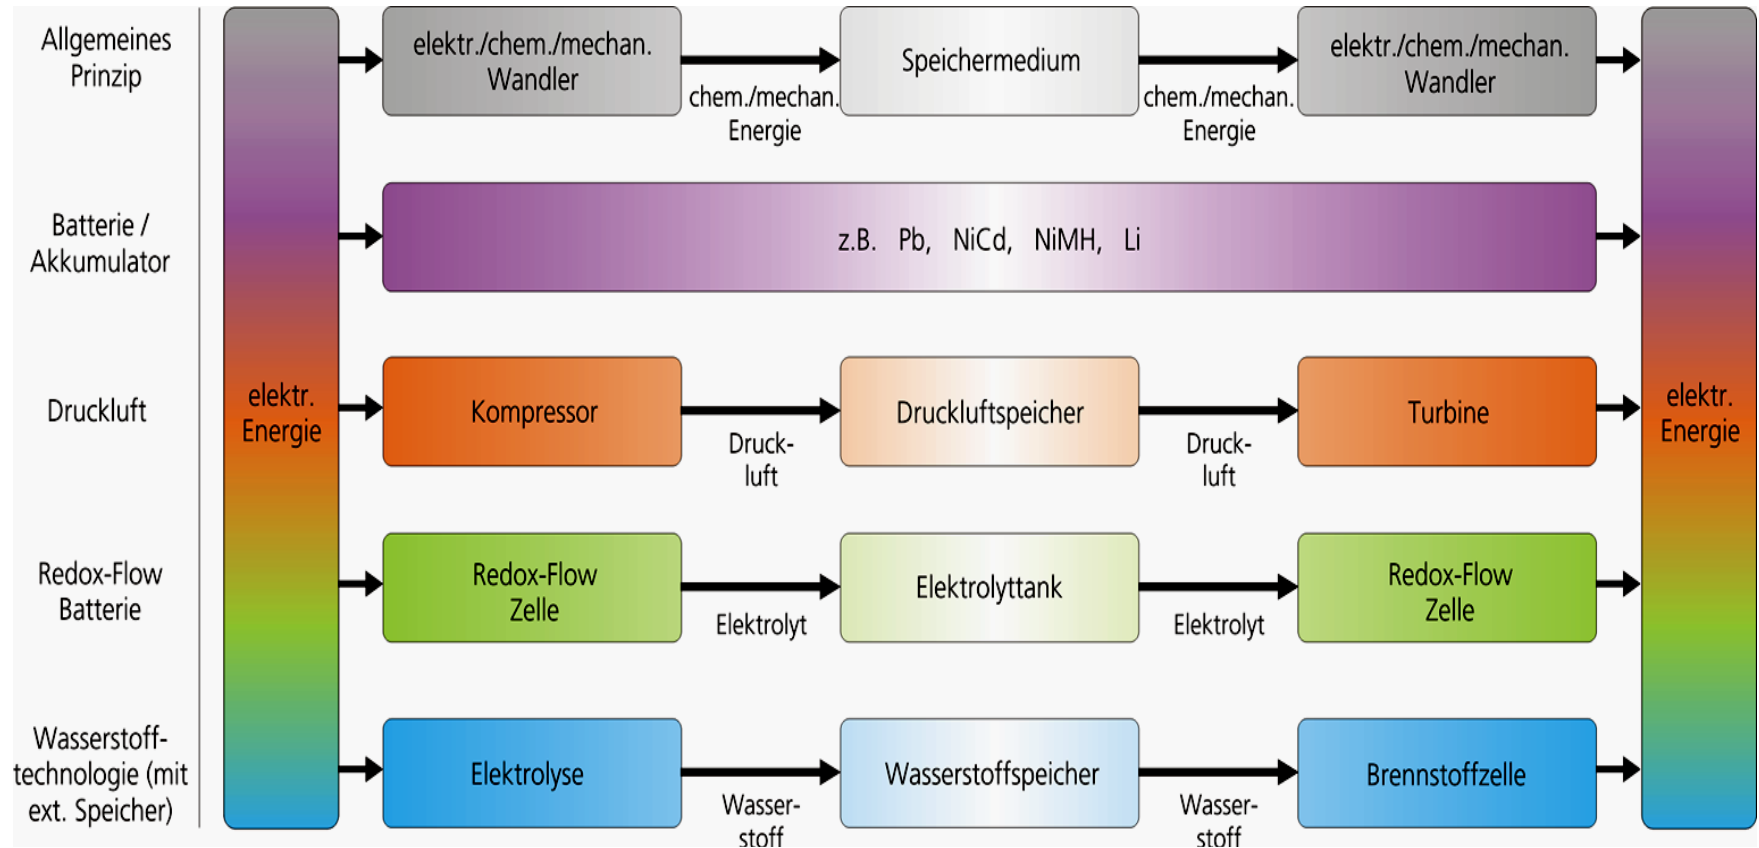 Allgemeines
Prinzip
elektr./chem./mechan.
Wandler
chem./mechan.
Energie
Speichermedium
chem./mechan.
Energie
elektr./chem./mechan.
Wandler
Batterie /
Akkumulator
z.B. Pb, NiCd, NiMH, Li
elektr.
Energie
Druckluft
Kompressor
Druck-
luft
Druckluftspeicher
Druck-
luft
Turbine
elektr.
Energie
Redox-Flow
Batterie
Redox-Flow
Zelle
Elektrolyt
Elektrolyttank
Elektrolyt
Redox-Flow
Zelle
Wasserstoff-
technologie (mit
ext. Speicher)
Elektrolyse
Wasser-
stoff
Wasserstoffspeicher
Wasser-
stoff
Brennstoffzelle